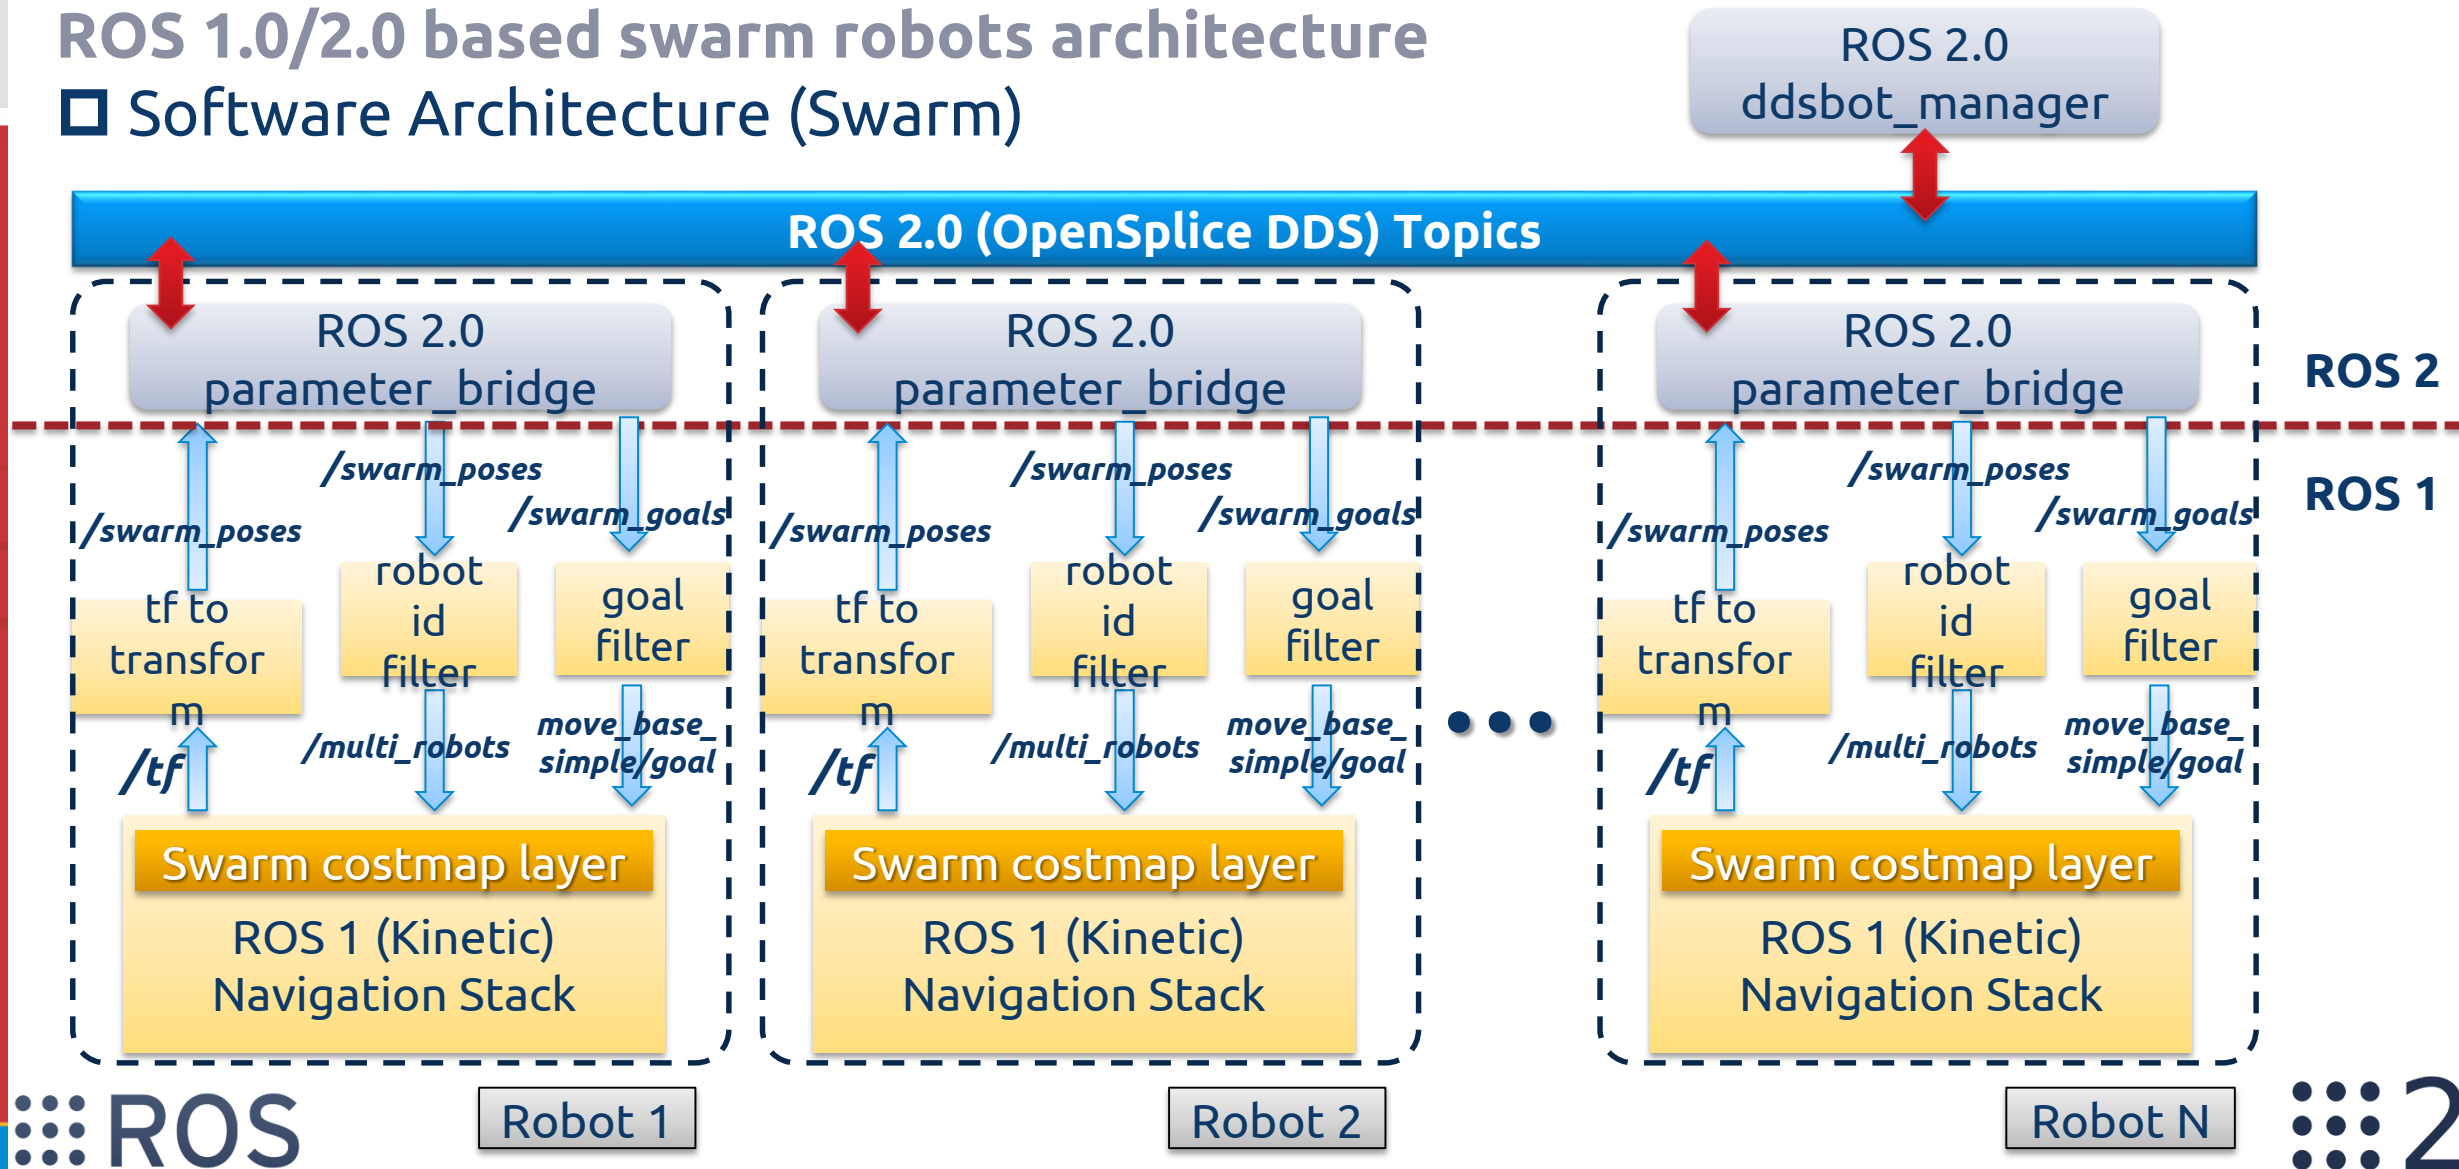 ROS 1.0/2.0 based swarm robots architecture
Software Architecture (Swarm)
ROS 2.0
ddsbot_manager
ROS 2.0 (OpenSplice DDS) Topics
ROS 2.0
parameter_bridge
ROS 2.0
parameter_bridge
ROS 2.0
parameter_bridge
ROS 2
ROS 1
/swarm_poses
/swarm_poses
/swarm_goals
tf to
transfor
m
robot
id
filter
goal
filter
/tf
/multi_robots
move_base_
simple/goal
Swarm costmap layer
ROS 1 (Kinetic)
Navigation Stack
Robot 1
/swarm_poses
/swarm_poses
/swarm_goals
tf to
transfor
m
robot
id
filter
goal
filter
/tf
/multi_robots
move_base_
simple/goal
Swarm costmap layer
ROS 1 (Kinetic)
Navigation Stack
Robot 2
/swarm_poses
/swarm_poses
/swarm_goals
tf to
transfor
m
robot
id
filter
goal
filter
/tf
/multi_robots
move_base_
simple/goal
Swarm costmap layer
ROS 1 (Kinetic)
Navigation Stack
Robot N
ROS
2